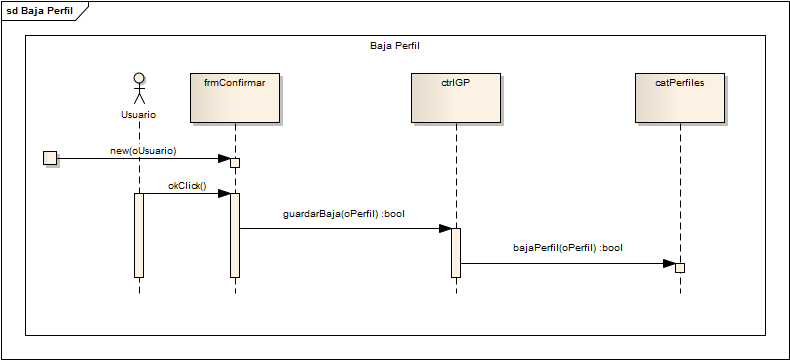 sd Baja Perfil
Baja Perfil
Usuario
frmConfirmar
ctrlGP
catPerfiles
new(oUsuario)
okClick()
guardarBaja(oPerfil) :bool
bajaPerfil(oPerfil) :bool